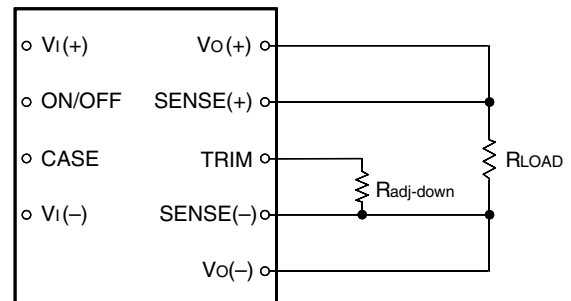 VI(+) VO(+)
ON/OFF SENSE(+)
CASE TRIM RLOAD
Radj-down
VI(–) SENSE(–)
VO(–)